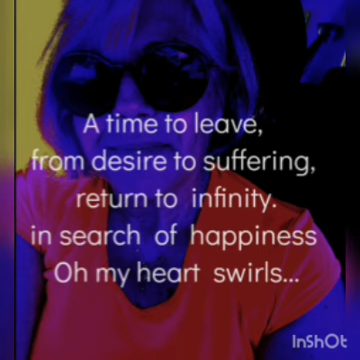 A time to leave,
from desire to suffering,
return to infinity.
in search of happiness
Oh my heart swirls...
InShOt